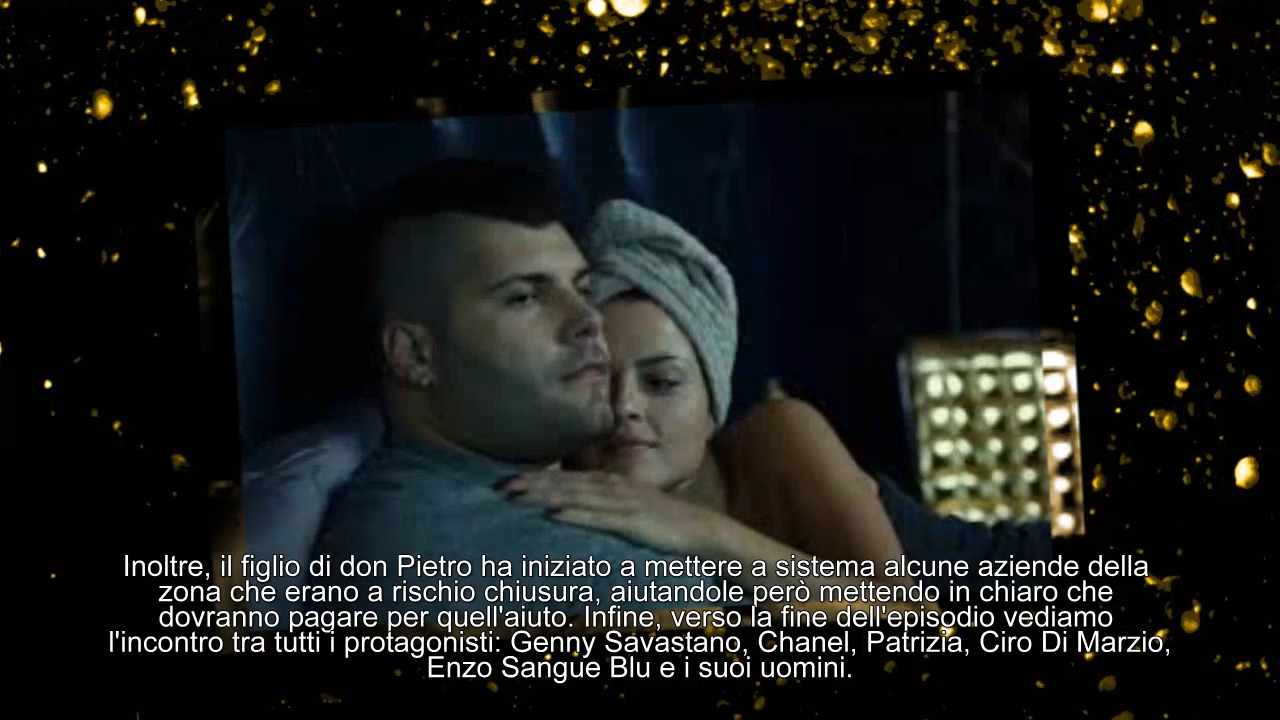 Inoltre, il figlio di don Pietro ha iniziato a mettere a sistema alcune aziende della
zona che erano a rischio chiusura, aiutandole però mettendo in chiaro che
dovranno pagare per quell'aiuto. Infine, verso la fine dell'episodio vediamo
l'incontro tra tutti i protagonisti: Genny Savastano, Chanel, Patrizia, Ciro Di Marzio,
Enzo Sangue Blu e i suoi uomini.